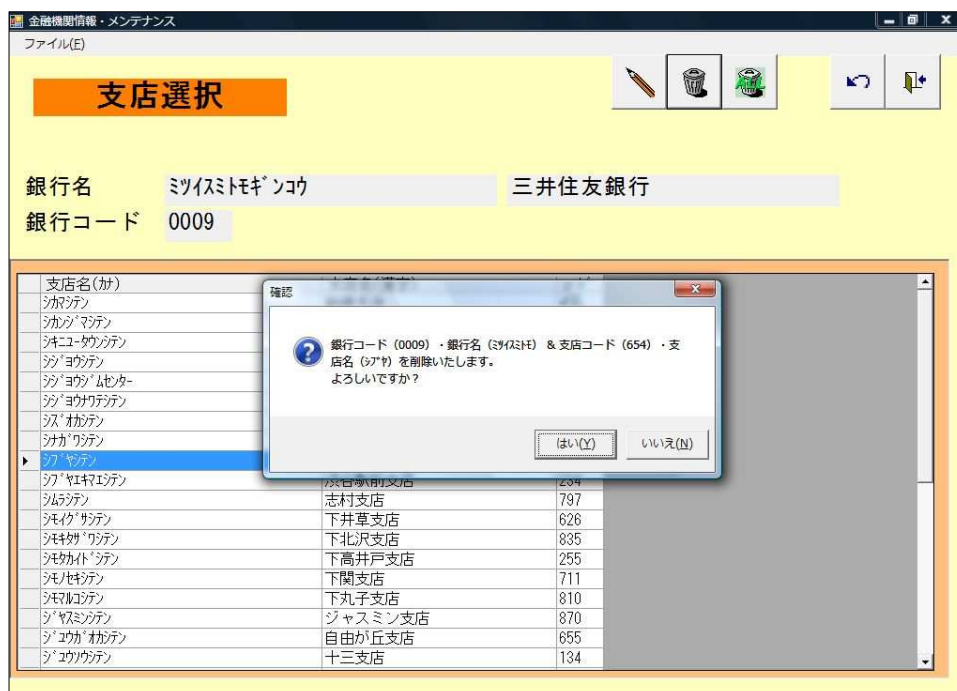 金融機関情報・メンテナンス
ファイル(E)
支店選択
銀行名 ﾐﾂｲｽﾐﾄﾓｷﾞﾝｺｳ 三井住友銀行
銀行コード 0009
支店名(ｶﾅ)
ｼｶﾏｼﾃﾝ
ｼｶﾝｼﾞﾏｼﾃﾝ
ｼｷﾆﾕｰﾀｳﾝｼﾃﾝ
ｼｼﾞﾖｳｼﾃﾝ
ｼｼﾞﾖｳｼﾞﾑｾﾝﾀｰ
ｼｼﾞﾖｳﾅﾜﾃｼﾃﾝ
ｼｽﾞｵｶｼﾃﾝ
ｼﾅｶﾞﾜｼﾃﾝ
ｼﾌﾞﾔｼﾃﾝ
ｼﾌﾞﾔｴｷﾏｴｼﾃﾝ 渋谷駅前支店 234
ｼﾑﾗｼﾃﾝ 志村支店 797
ｼﾓｲｸﾞｻｼﾃﾝ 下井草支店 626
ｼﾓｷﾀｻﾞﾜｼﾃﾝ 下北沢支店 835
ｼﾓﾀｶｲﾄﾞｼﾃﾝ 下高井戸支店 255
ｼﾓﾉｾｷｼﾃﾝ 下関支店 711
ｼﾓﾏﾙｺｼﾃﾝ 下丸子支店 810
ｼﾞﾔｽﾐﾝｼﾃﾝ ジャスミン支店 870
ｼﾞﾕｳｶﾞｵｶｼﾃﾝ 自由が丘支店 655
ｼﾞﾕｳｿｳｼﾃﾝ 十三支店 134
確認
銀行コード（0009）・銀行名（ﾐﾂｲｽﾐﾄﾓ）& 支店コード（654）・支
店名（ｼﾌﾞﾔ）を削除いたします。
よろしいですか？
はい(Y) いいえ(N)